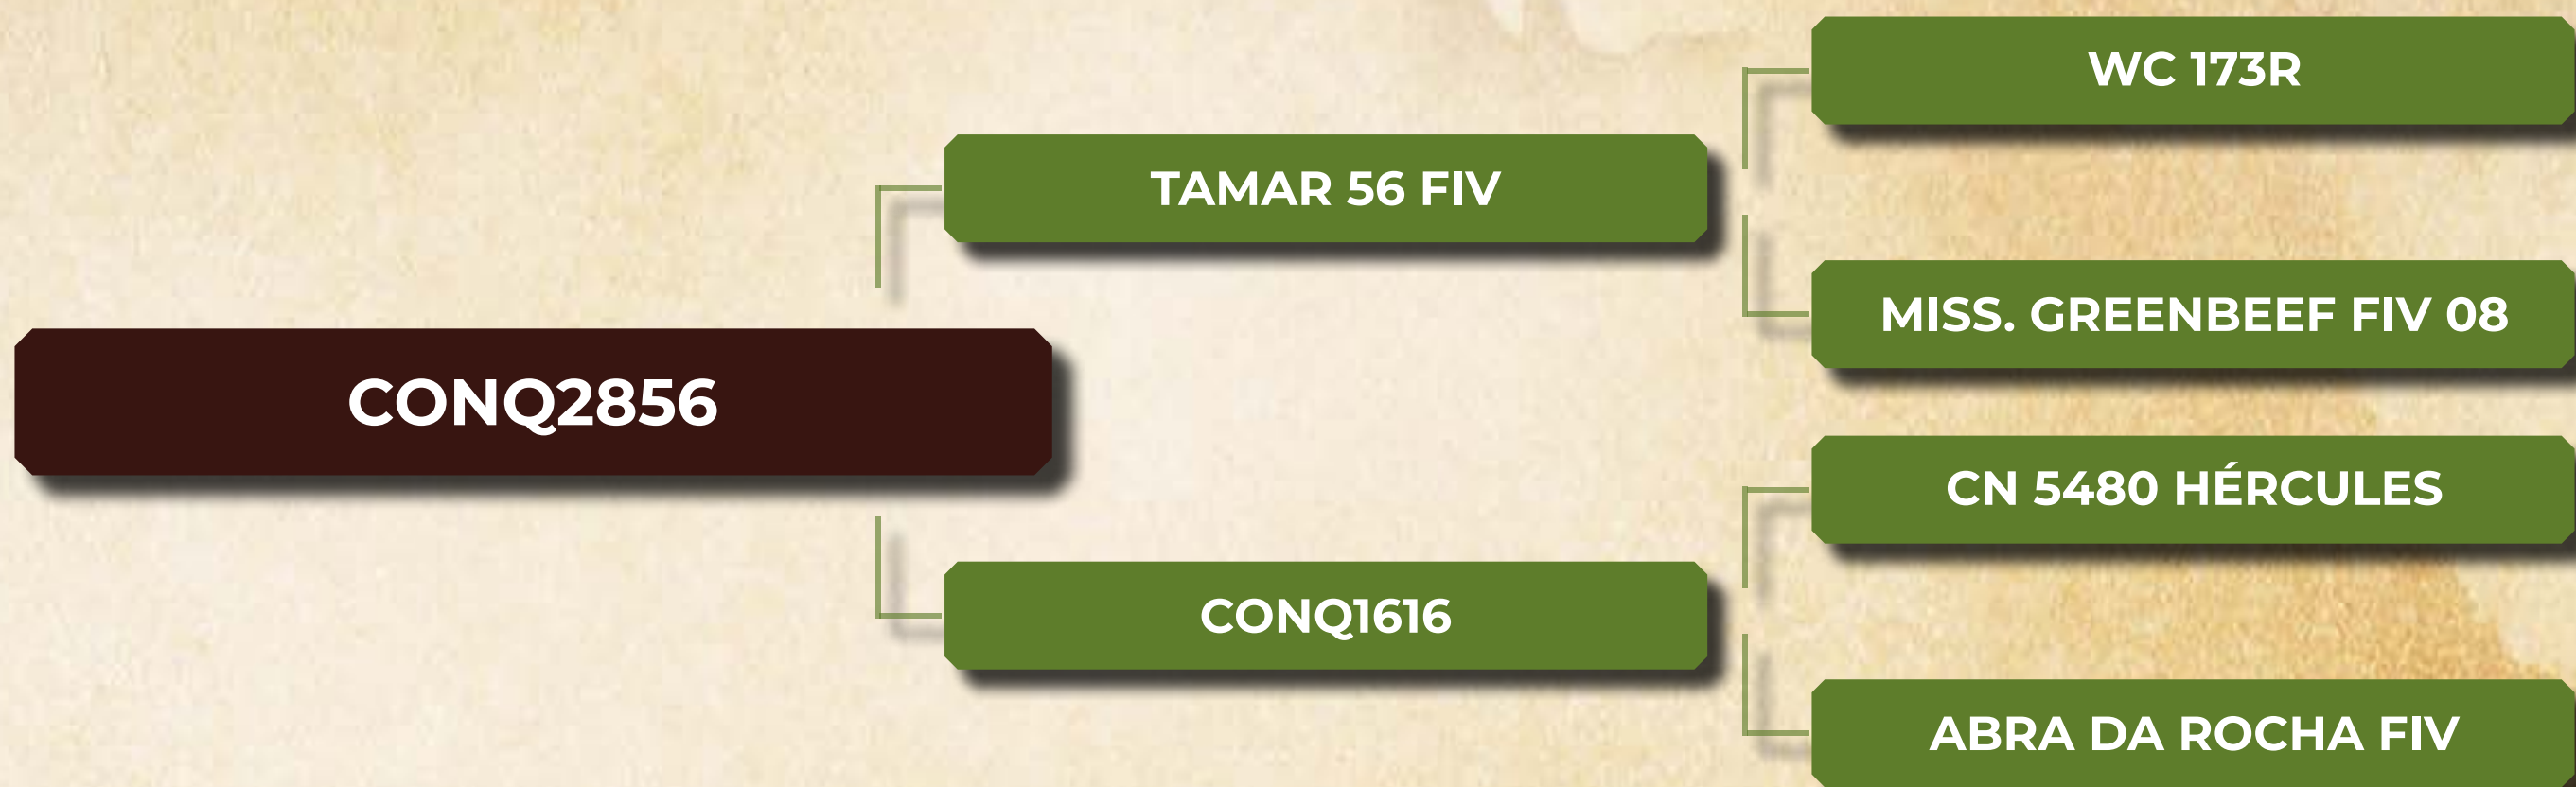 WC 173R
TAMAR 56 FIV
MISS. GREENBEEF FIV 08
CONQ2856
CN 5480 HÉRCULES
CONQ1616
ABRA DA ROCHA FIV